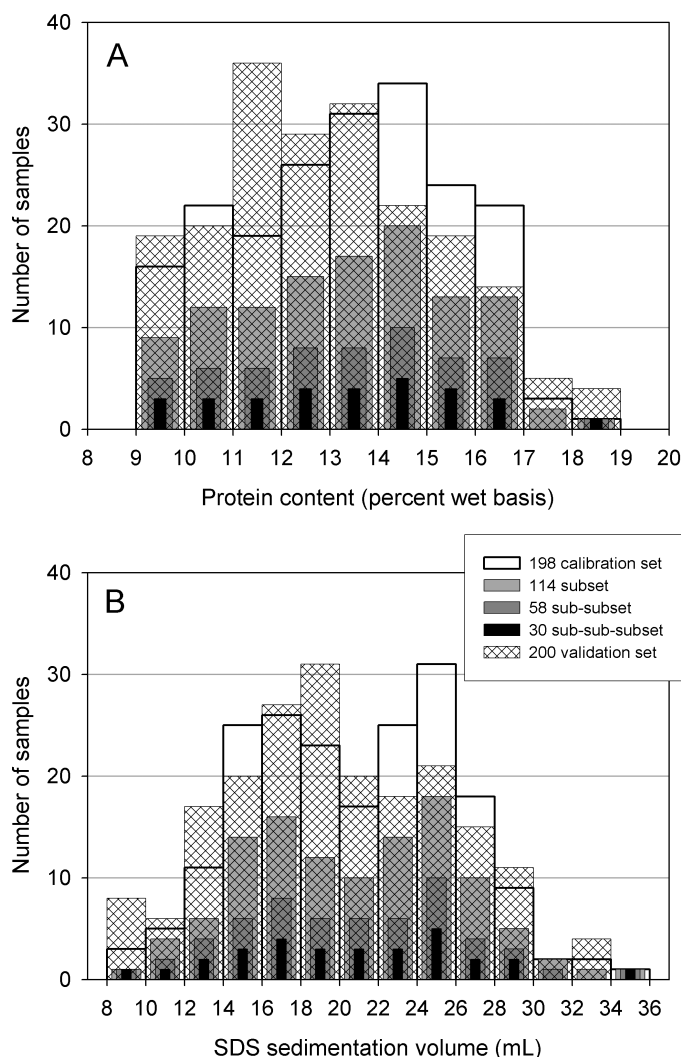 40
A
30
Number of samples
20
10
0
8 9 10 11 12 13 14 15 16 17 18 19 20
Protein content (percent wet basis)
198 calibration set
114 subset
58 sub-subset
30 sub-sub-subset
200 validation set
40
B
30
Number of samples
20
10
0
8 10 12 14 16 18 20 22 24 26 28 30 32 34 36
SDS sedimentation volume (mL)